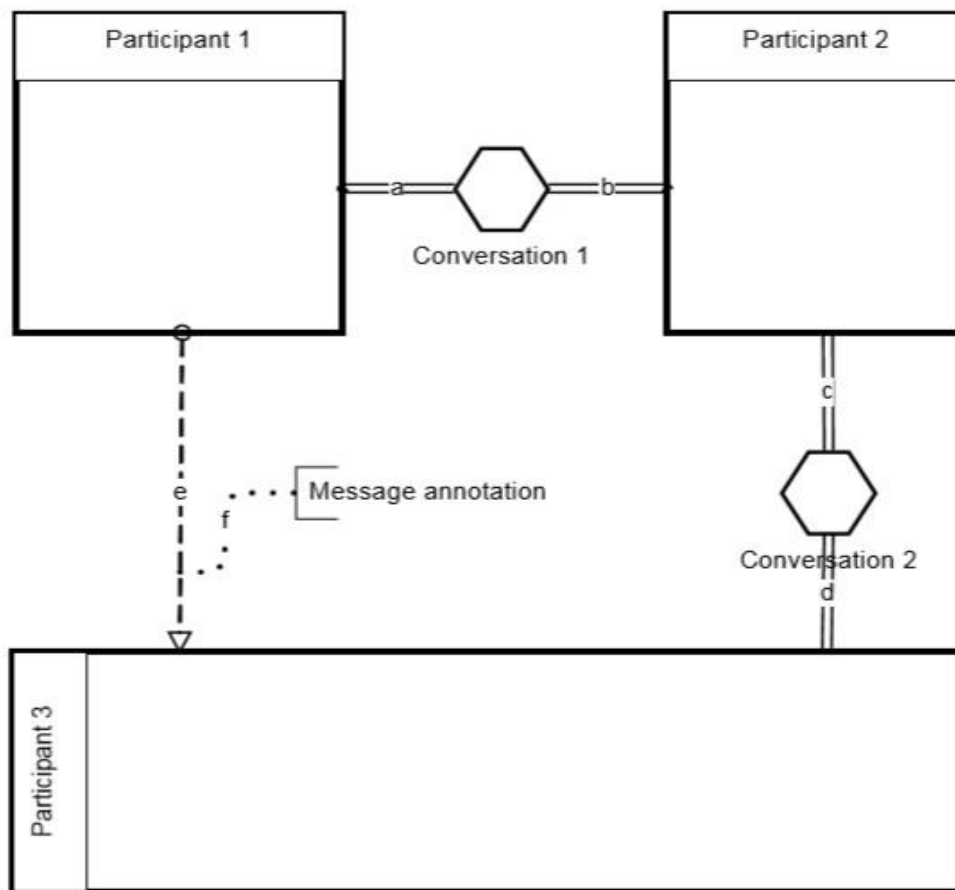 Participant 1
Participant 2
a
b
Conversation 1
c
e
Message annotation
f
Conversation 2
d
Participant 3